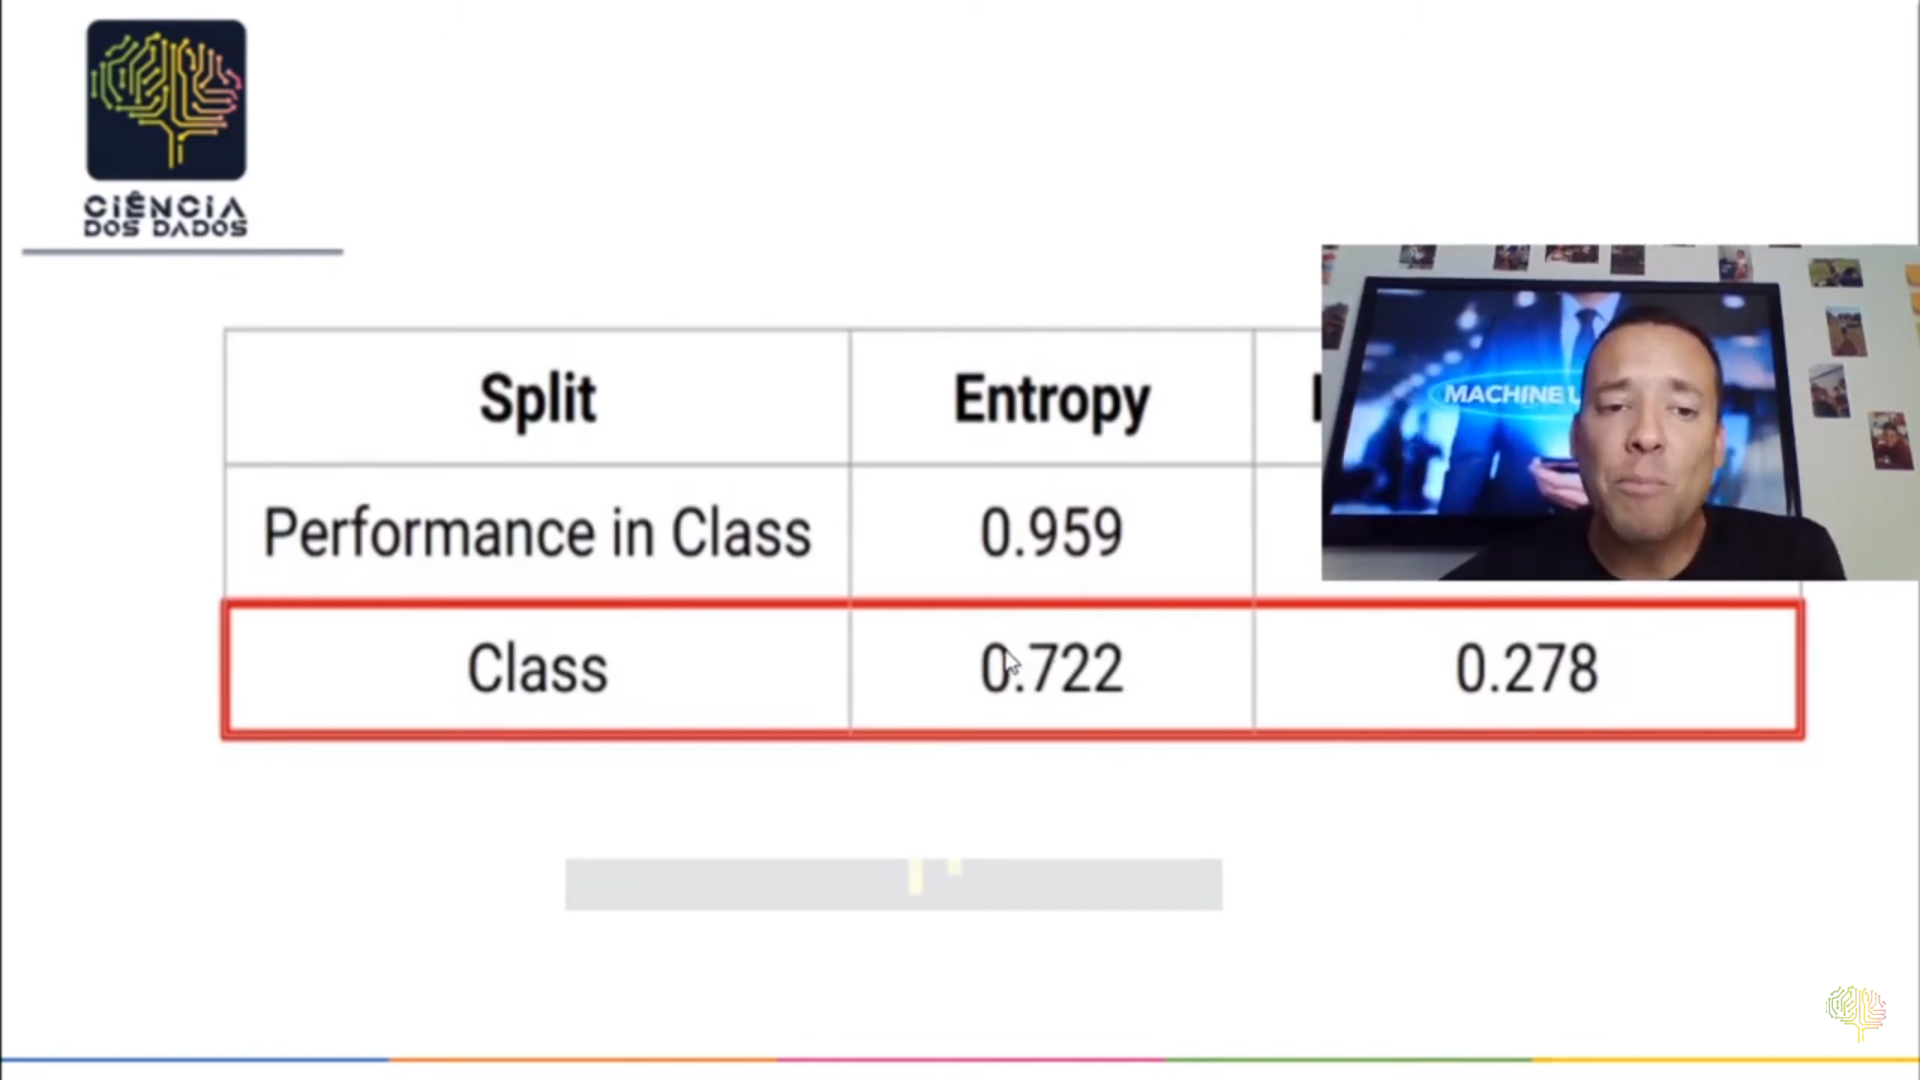 CIÊNCIA
DOS DADOS
Split
Entropy
MACHINE
Performance in Class
0.959
Class
0.722
0.278